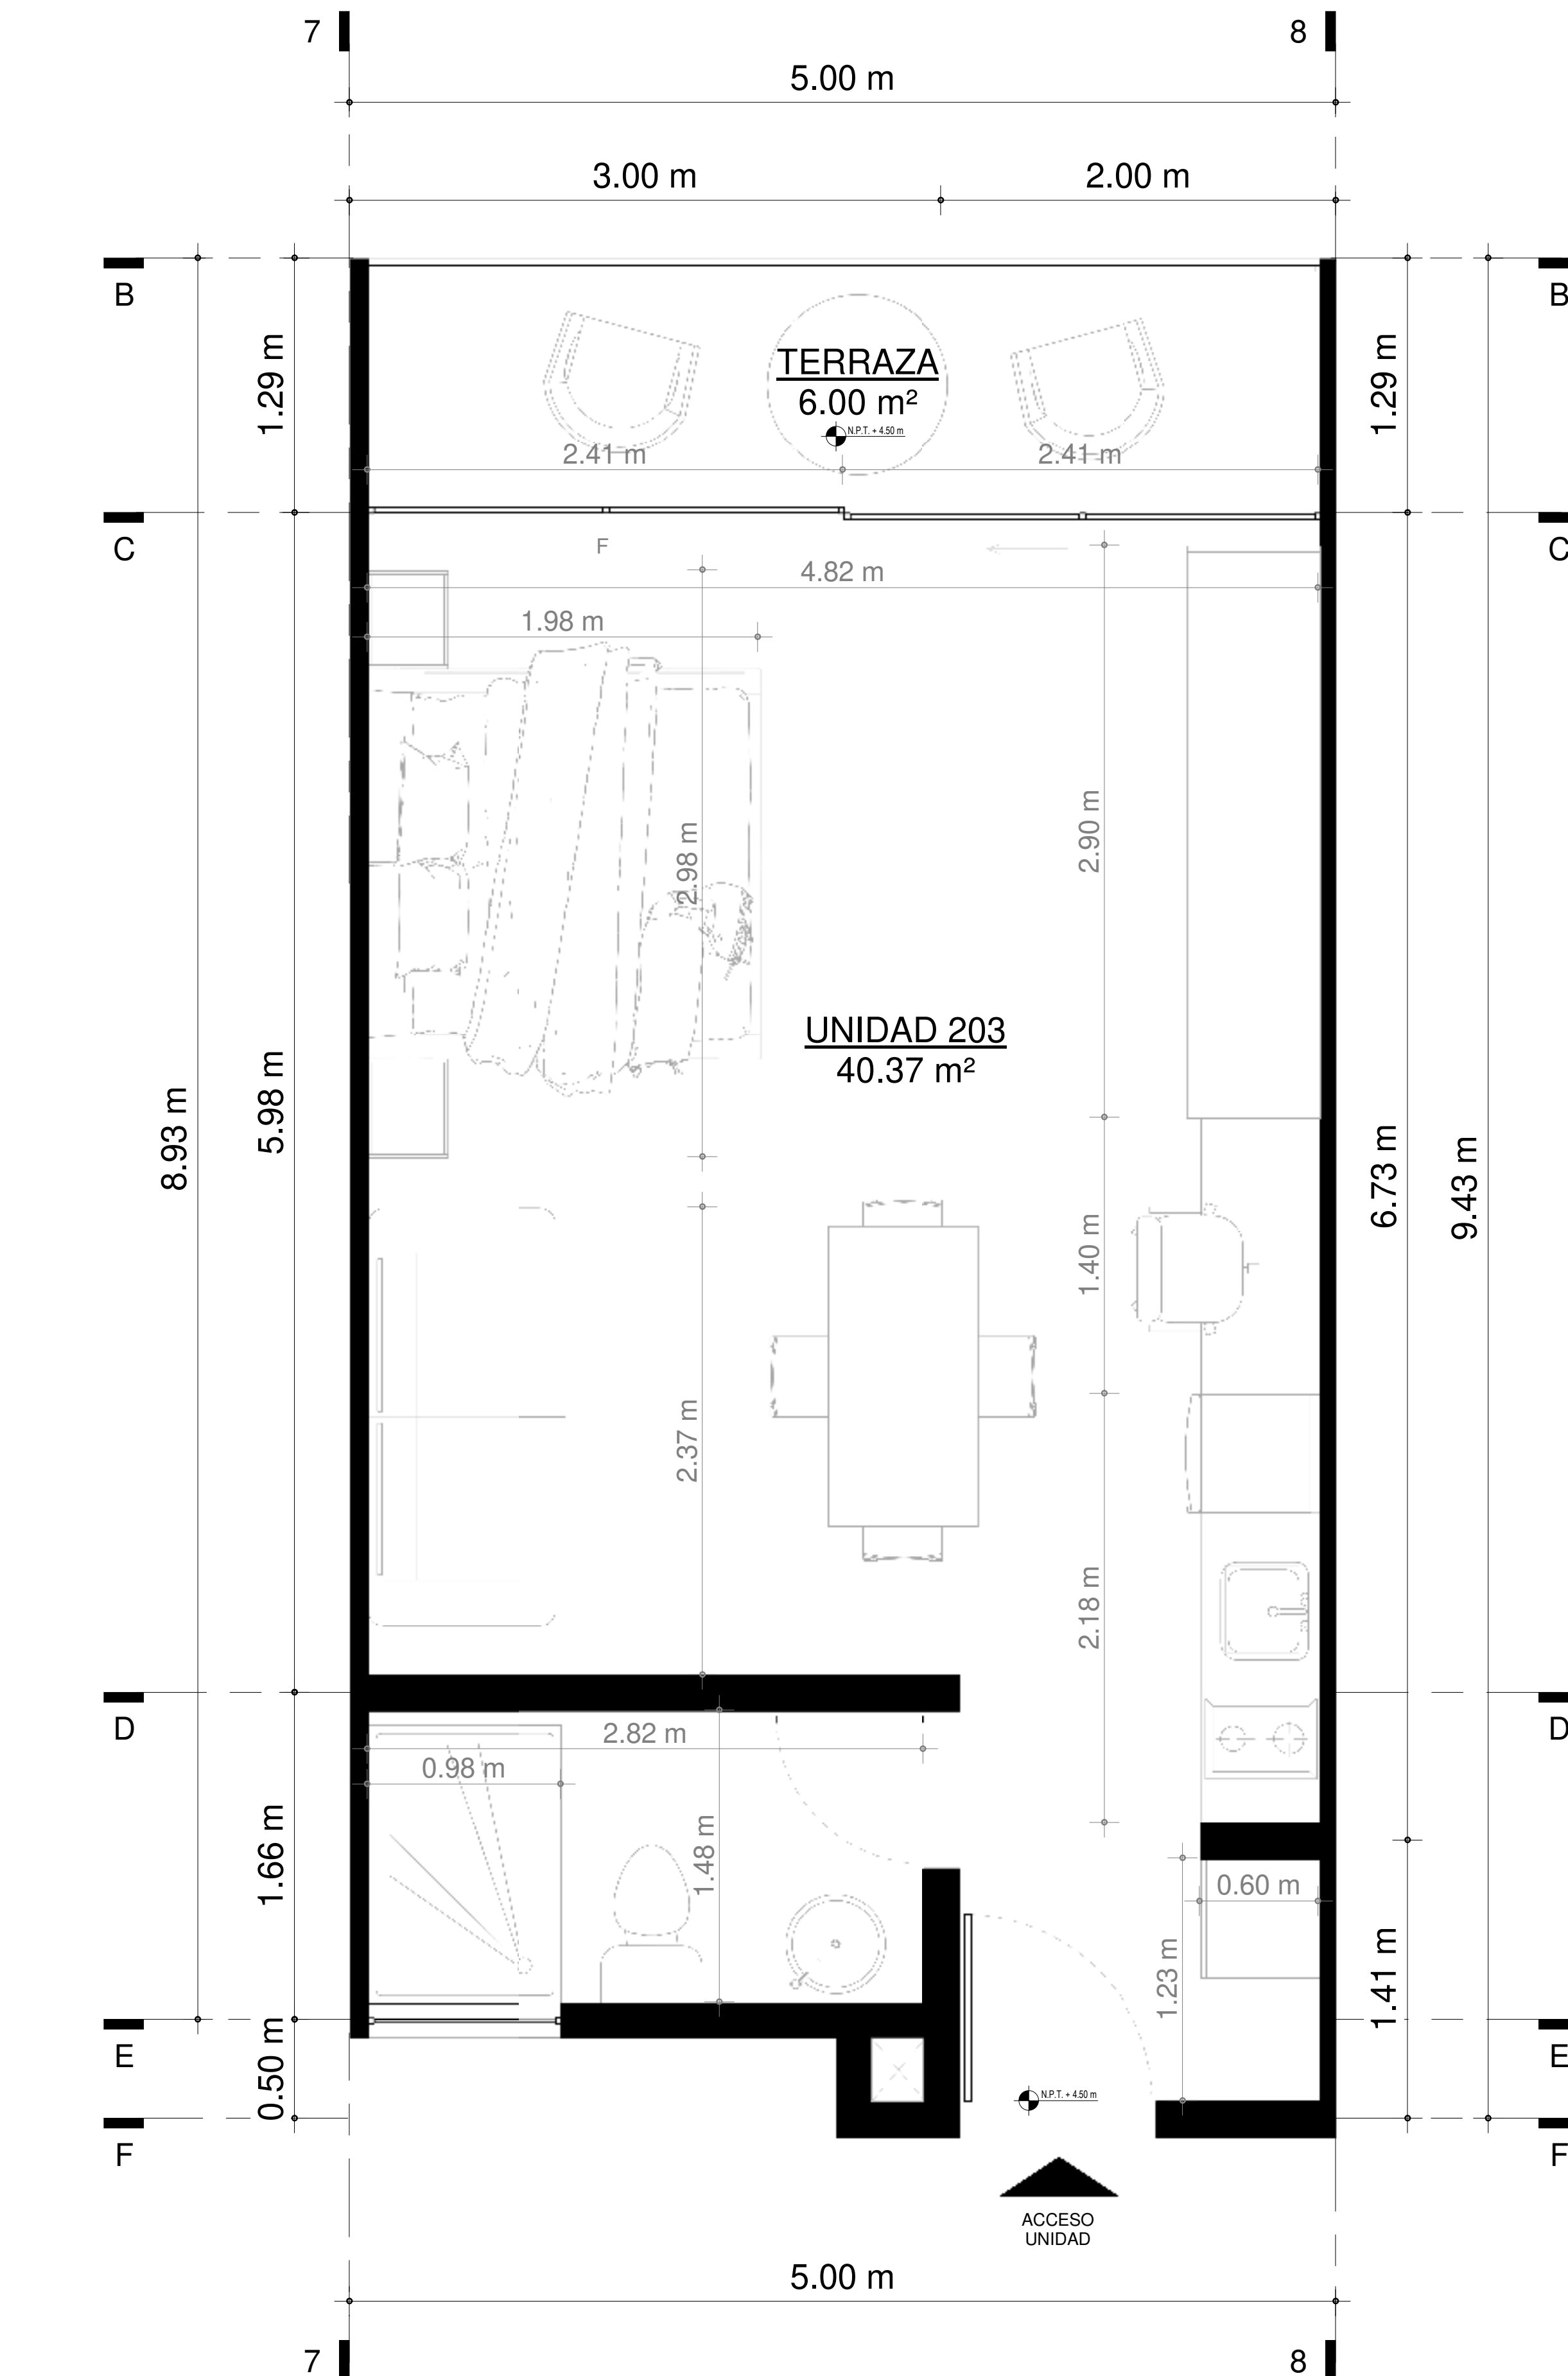 7
8
5.00 m
3.00 m
2.00 m
B
B
1.29 m
1.29 m
TERRAZA
6.00 m²
N.P.T. + 4.50 m
2.41 m
2.41 m
C
C
F
4.82 m
1.98 m
2.98 m
2.90 m
UNIDAD 203
40.37 m²
8.93 m
5.98 m
6.73 m
9.43 m
1.40 m
2.37 m
2.18 m
D
D
2.82 m
0.98 m
1.66 m
1.48 m
0.60 m
1.23 m
1.41 m
E
E
0.50 m
N.P.T. + 4.50 m
F
F
ACCESO
UNIDAD
5.00 m
7
8